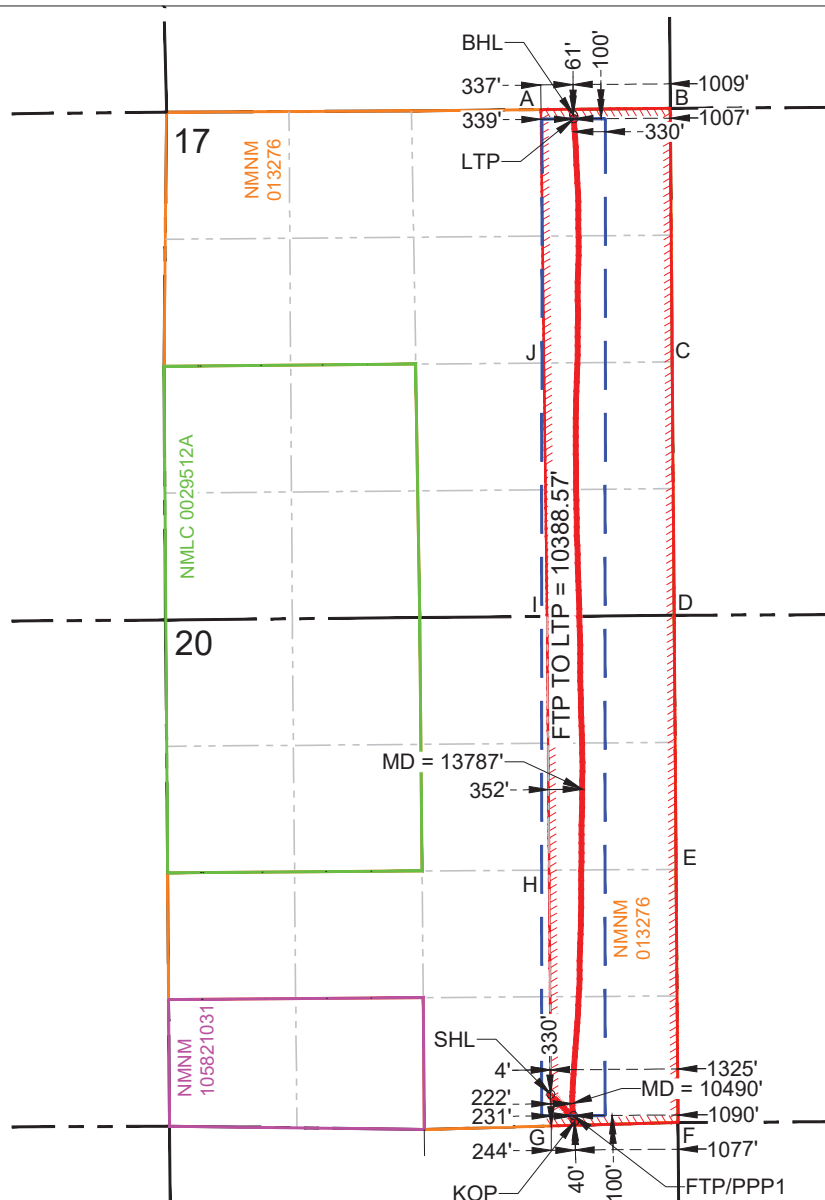 BHL
61'
100'
337'
A
B
1009'
339'
1007'
330'
LTP
17
NMNM
013276
J
C
NMLC 0029512A
FTP TO LTP = 10388.57'
I
D
20
MD = 13787'
352'
E
H
NMNM
013276
NMNM
105821031
SHL
330'
4'
1325'
222'
MD = 10490'
231'
1090'
G
F
244'
40'
100'
1077'
KOP
FTP/PPP1